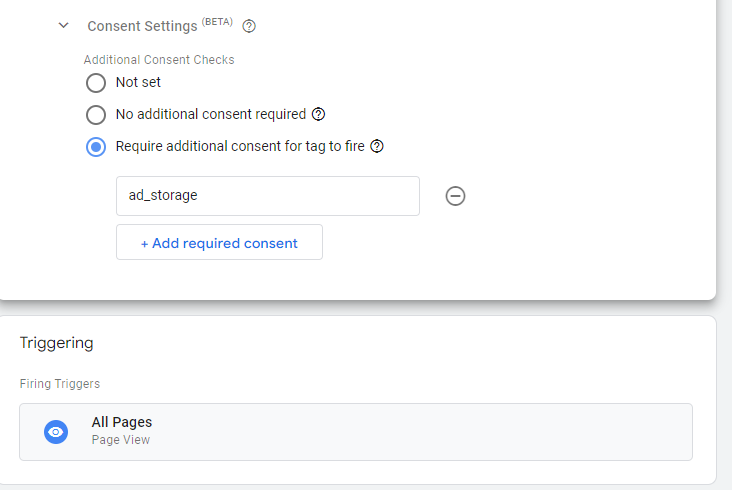 Consent Settings (BETA)
Additional Consent Checks
Not set
No additional consent required
Require additional consent for tag to fire
ad_storage
+ Add required consent
Triggering
Firing Triggers
All Pages
Page View